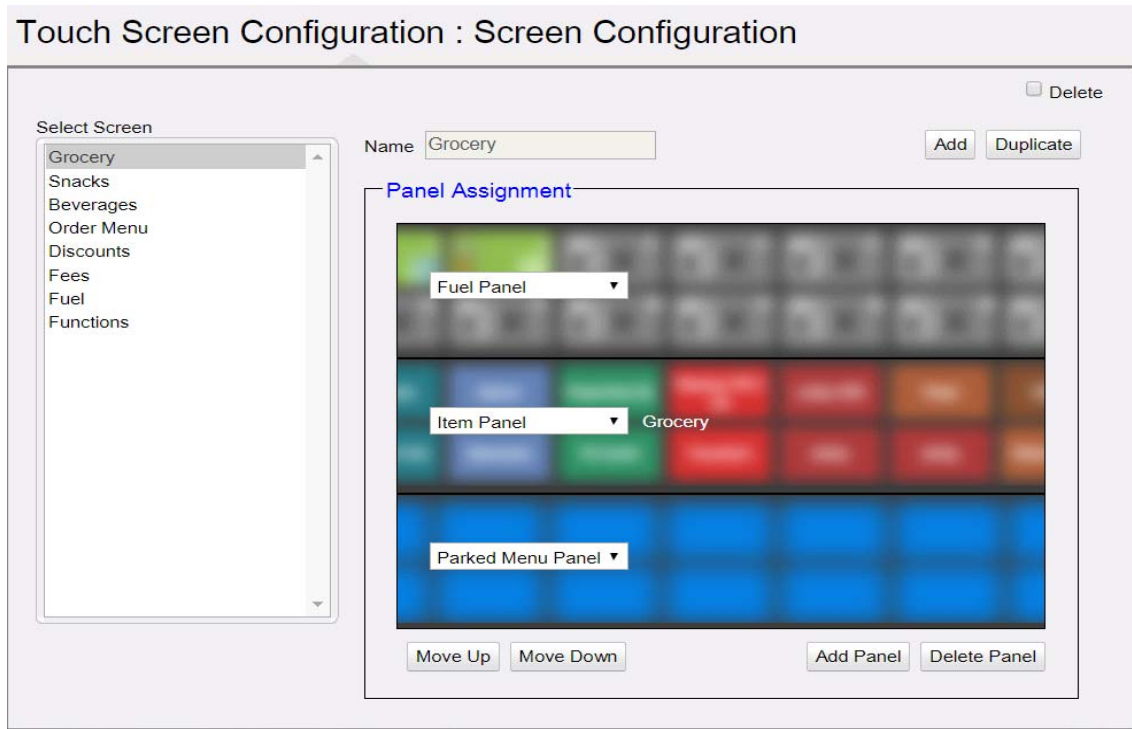 Touch Screen Configuration : Screen Configuration
Delete
Select Screen
Grocery
Snacks
Beverages
Order Menu
Discounts
Fees
Fuel
Functions
Name Grocery
Add Duplicate
Panel Assignment
Fuel Panel
Item Panel Grocery
Parked Menu Panel
Move Up Move Down Add Panel Delete Panel